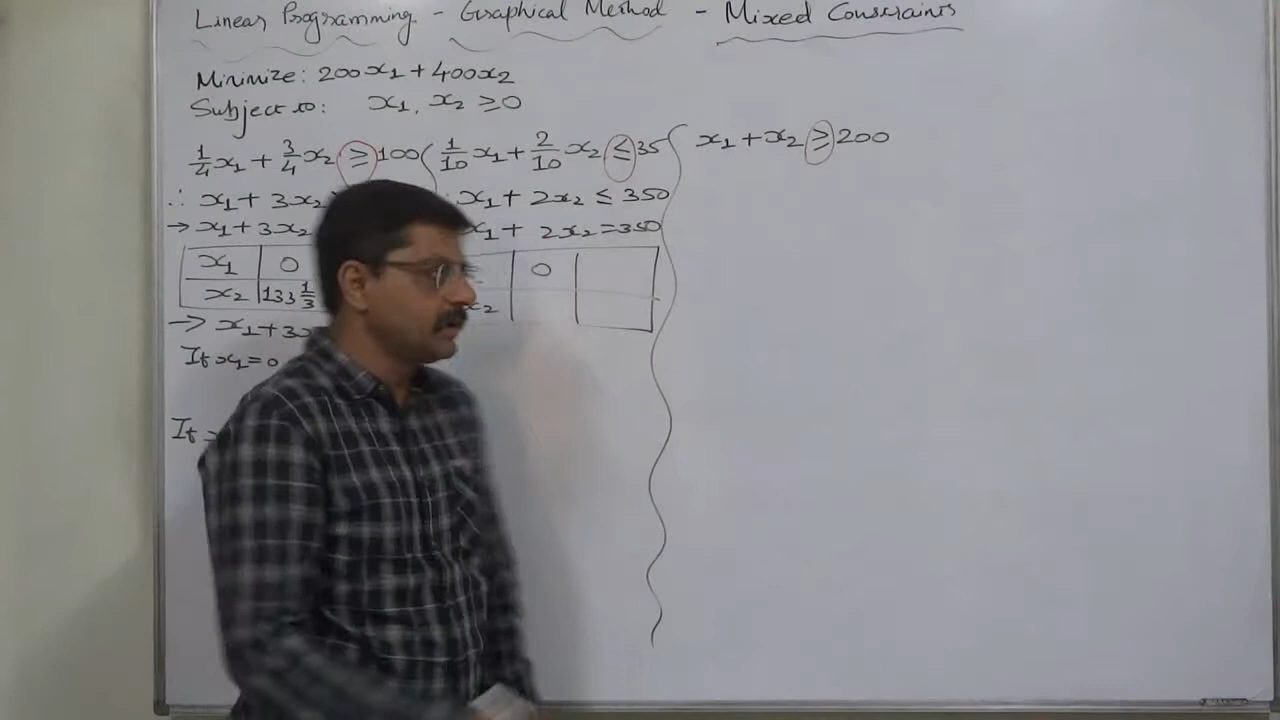 Linear Programming - Graphical Method - Mixed Constraints
Minimize: 200x₁ + 400x₂
Subject to: x₁, x₂ ≥ 0
1/4 x₁ + 3/4 x₂ ≥ 100
∴ x₁ + 3x₂
→ x₁ + 3x₂
x₁ 0
x₂ 133 1/3
→ x₁ + 3x
If x₁ = 0
If
1/10 x₁ + 2/10 x₂ ≤ 35
x₁ + 2x₂ ≤ 350
x₁ + 2x₂ = 350
0
x₂
x₁ + x₂ ≥ 200